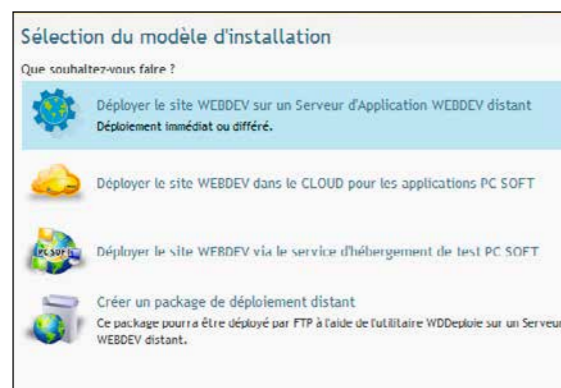 Sélection du modèle d'installation
Que souhaitez-vous faire ?
Déployer le site WEBDEV sur un Serveur d'Application WEBDEV distant
Déploiement immédiat ou différé.
Déployer le site WEBDEV dans le CLOUD pour les applications PC SOFT
PC SOFT
Déployer le site WEBDEV via le service d'hébergement de test PC SOFT
Créer un package de déploiement distant
Ce package pourra être déployé par FTP à l'aide de l'utilitaire WDDeploie sur un Serveur
WEBDEV distant.